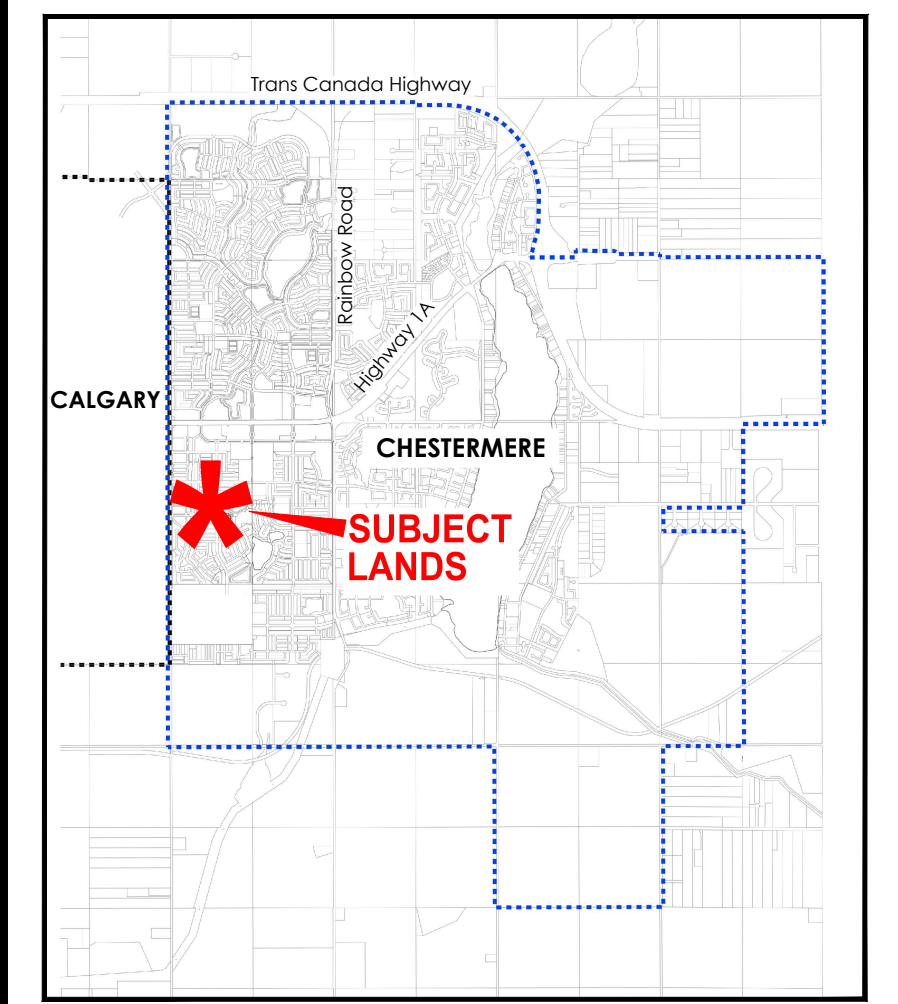 Trans Canada Highway
Rainbow Road
Highway 1A
CALGARY
CHESTERMERE
SUBJECT
LANDS